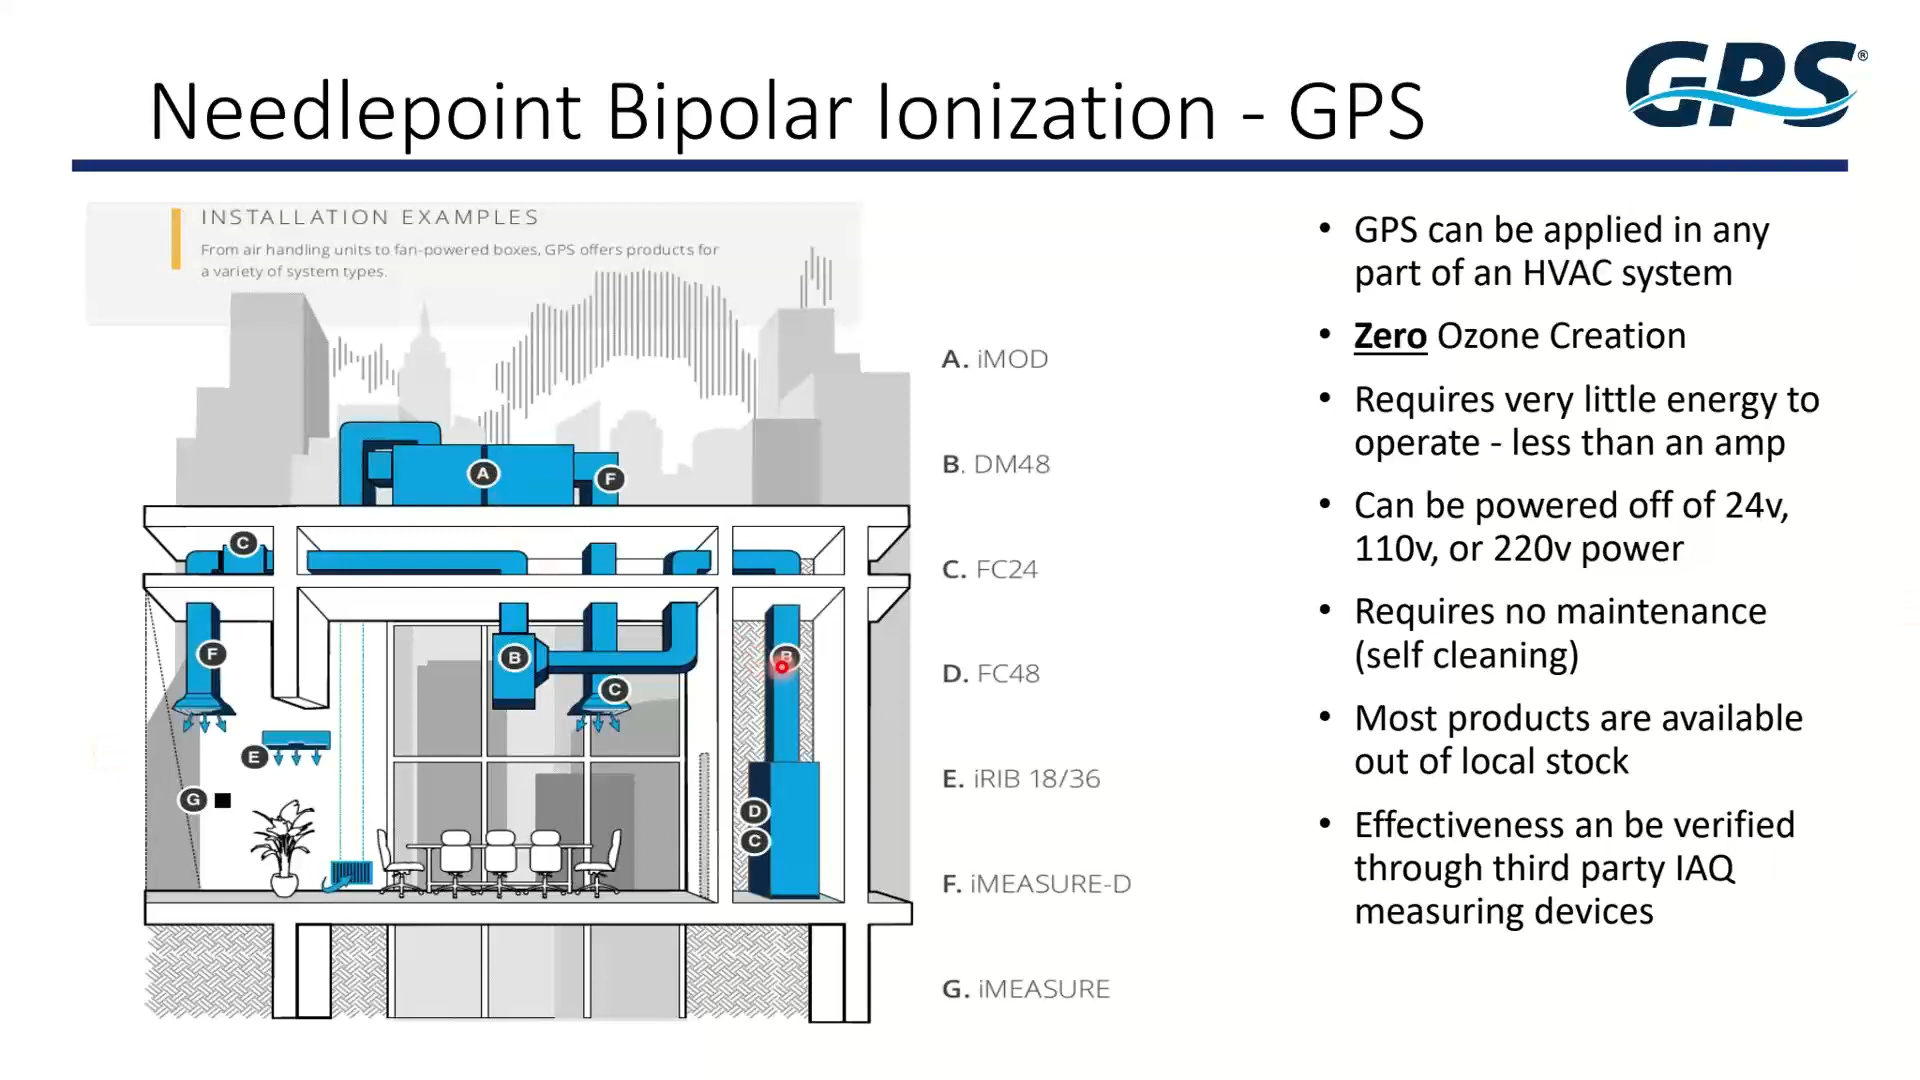 Needlepoint Bipolar Ionization - GPS
GPS®
INSTALLATION EXAMPLES
From air handling units to fan-powered boxes, GPS offers products for
a variety of system types.
A
F
C
F
B
B
C
E
G
D
C
A. iMOD
B. DM48
C. FC24
D. FC48
E. iRIB 18/36
F. iMEASURE-D
G. iMEASURE
• GPS can be applied in any
part of an HVAC system
• Zero Ozone Creation
• Requires very little energy to
operate - less than an amp
• Can be powered off of 24v,
110v, or 220v power
• Requires no maintenance
(self cleaning)
• Most products are available
out of local stock
• Effectiveness an be verified
through third party IAQ
measuring devices